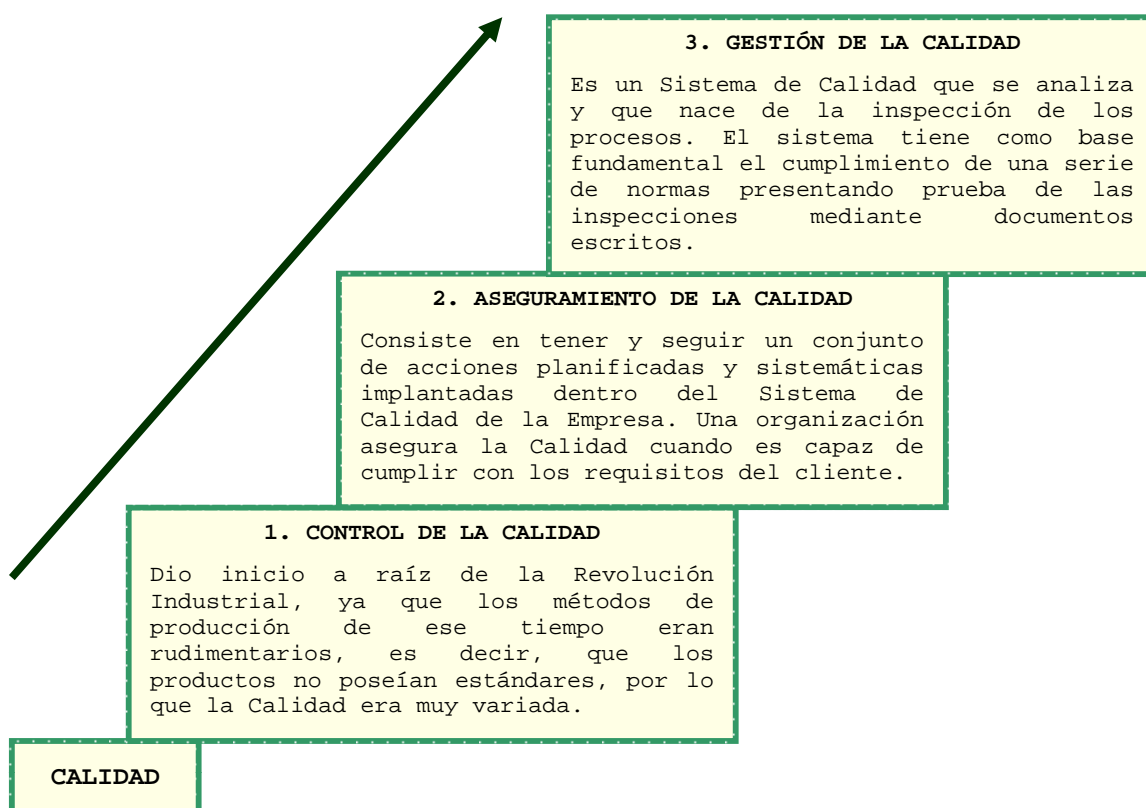 3. GESTIÓN DE LA CALIDAD
Es un Sistema de Calidad que se analiza
y que nace de la inspección de los
procesos. El sistema tiene como base
fundamental el cumplimiento de una serie
de normas presentando prueba de las
inspecciones mediante documentos
escritos.
2. ASEGURAMIENTO DE LA CALIDAD
Consiste en tener y seguir un conjunto
de acciones planificadas y sistemáticas
implantadas dentro del Sistema de
Calidad de la Empresa. Una organización
asegura la Calidad cuando es capaz de
cumplir con los requisitos del cliente.
1. CONTROL DE LA CALIDAD
Dio inicio a raíz de la Revolución
Industrial, ya que los métodos de
producción de ese tiempo eran
rudimentarios, es decir, que los
productos no poseían estándares, por lo
que la Calidad era muy variada.
CALIDAD